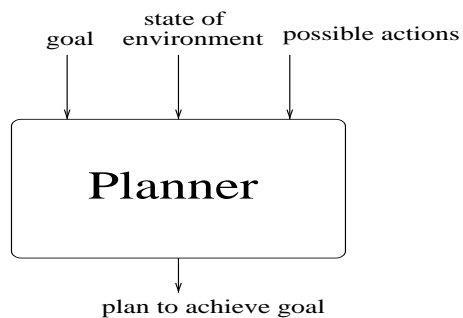 goal
state of
environment
possible actions
Planner
plan to achieve goal